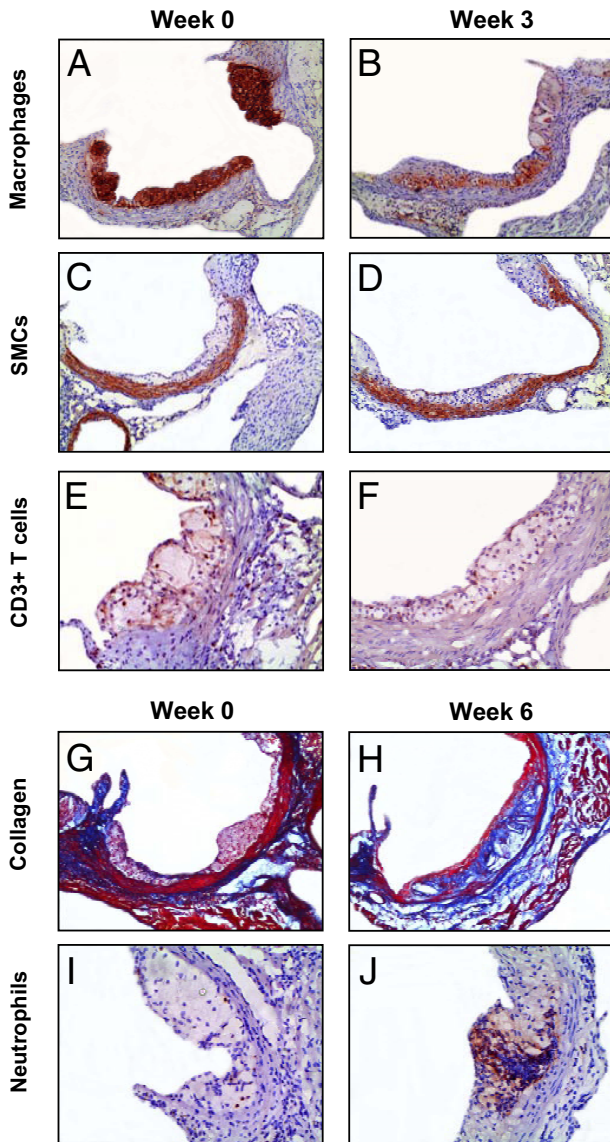 Week 0 Week 3
Macrophages
A B
SMCs
C D
CD3+ T cells
E F
Week 0 Week 6
Collagen
G H
Neutrophils
I J